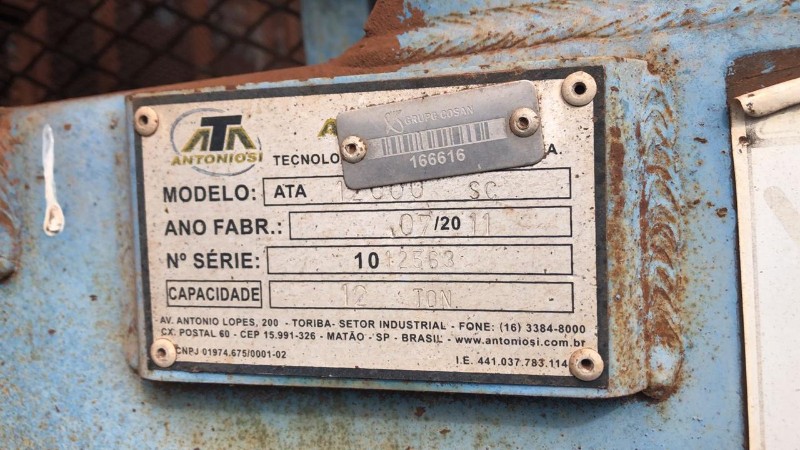 ATA
ANTONIOSI
A
GRUPO COSAN
166616
TECNOLO A.
MODELO: ATA 12000 SC
ANO FABR.: 07/20 11
Nº SÉRIE: 10 12563
CAPACIDADE 12 TON.
AV. ANTONIO LOPES, 200 - TORIBA- SETOR INDUSTRIAL - FONE: (16) 3384-8000
CX. POSTAL 60 - CEP 15.991-326 - MATÃO - SP - BRASIL - www.antoniosi.com.br
CNPJ 01974.675/0001-02
I.E. 441.037.783.114